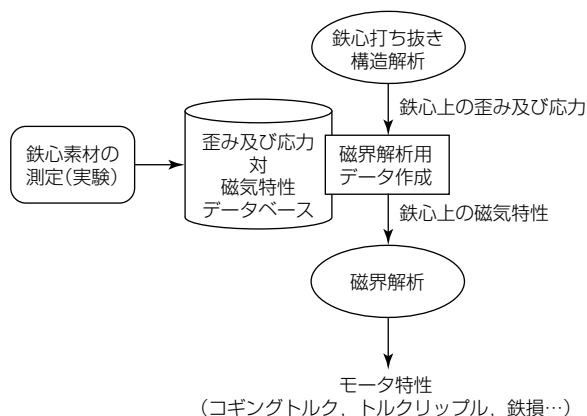 鉄心打ち抜き
構造解析
鉄心上の歪み及び応力
鉄心素材の
測定(実験)
歪み及び応力
対
磁気特性
データベース
磁界解析用
データ作成
鉄心上の磁気特性
磁界解析
モータ特性
(コギングトルク，トルクリップル，鉄損…)